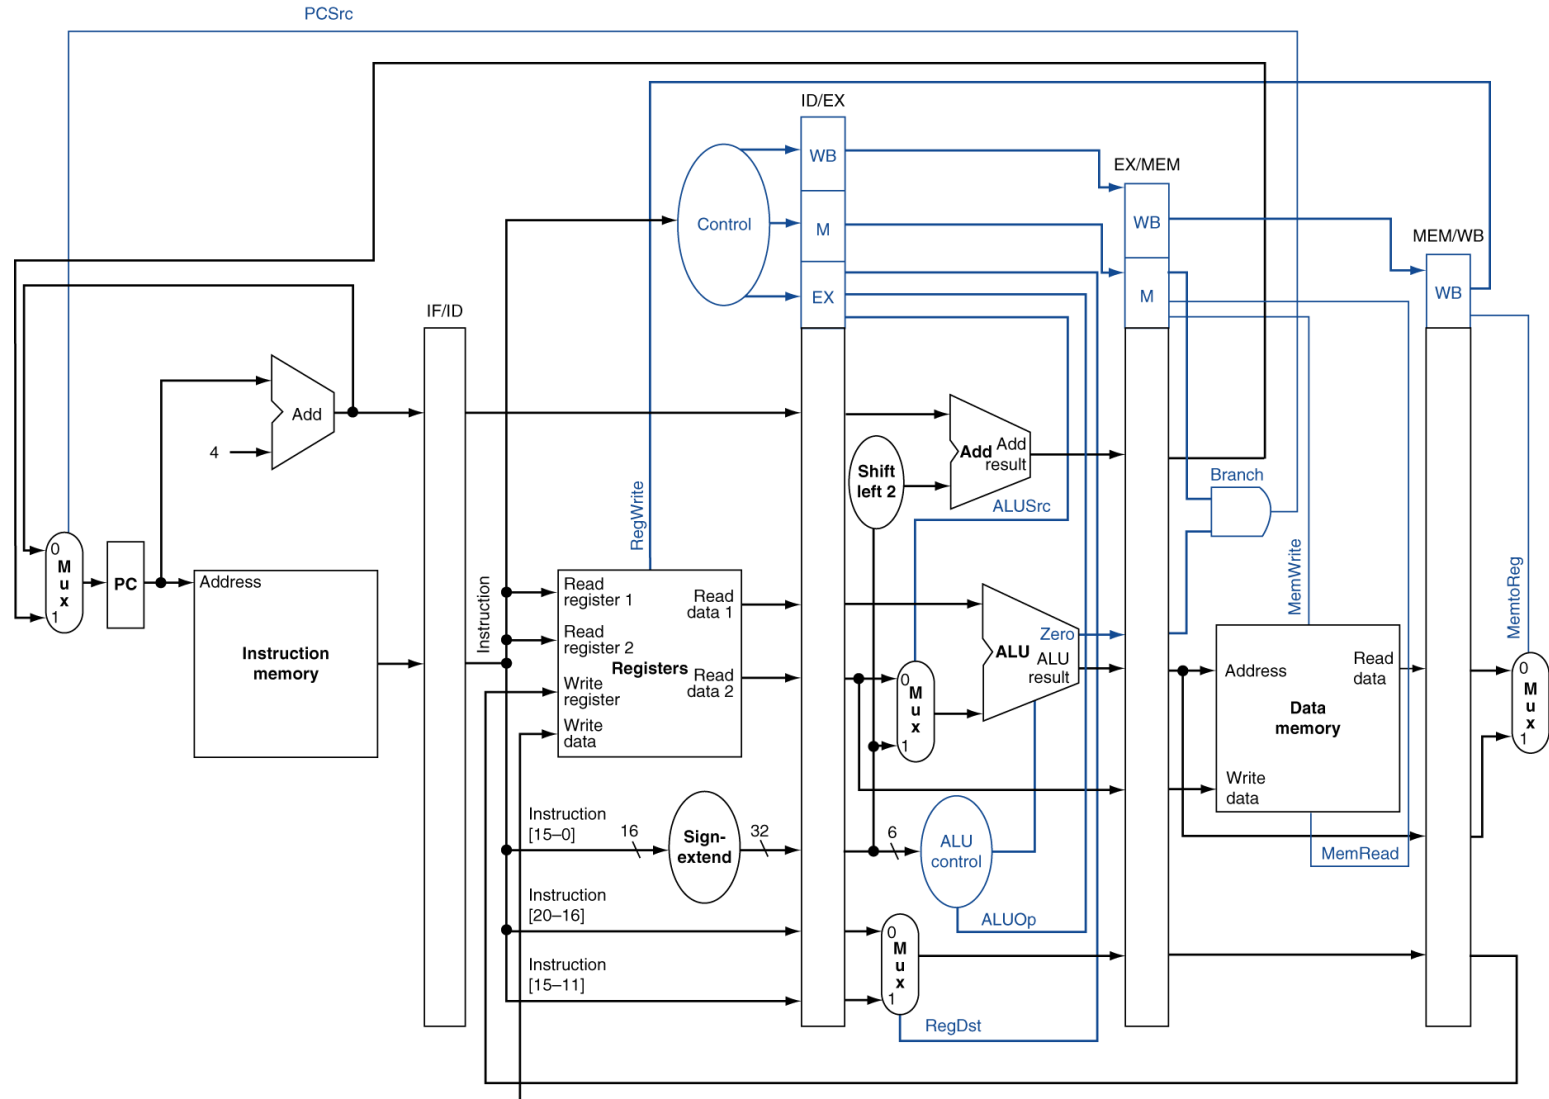 PCSrc
ID/EX
WB
EX/MEM
Control
M
WB
MEM/WB
EX
M
WB
IF/ID
Add
4
Add
Add
result
Shift
left 2
Branch
ALUSrc
RegWrite
MemWrite
MemtoReg
0
M
u
x
1
PC
Address
Instruction
memory
Instruction
Read
register 1
Read
register 2
Write
register
Write
data
Registers
Read
data 1
Read
data 2
0
M
u
x
1
Zero
ALU
ALU
result
Address
Read
data
Data
memory
Write
data
MemRead
0
M
u
x
1
Instruction
[15–0]
16
Sign-
extend
32
6
ALU
control
ALUOp
Instruction
[20–16]
Instruction
[15–11]
0
M
u
x
1
RegDst